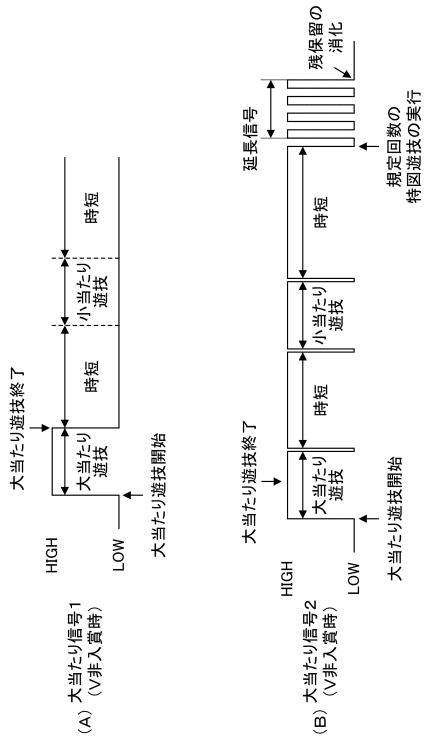 (A) 大当たり信号1
(V非入賞時)
HIGH
LOW
大当たり遊技終了
大当たり
遊技
時短
小当たり
遊技
時短
大当たり遊技開始
(B) 大当たり信号2
(V非入賞時)
HIGH
LOW
大当たり遊技終了
大当たり
遊技
時短
小当たり
遊技
時短
延長信号
残保留の
消化
大当たり遊技開始
規定回数の
特図遊技の実行